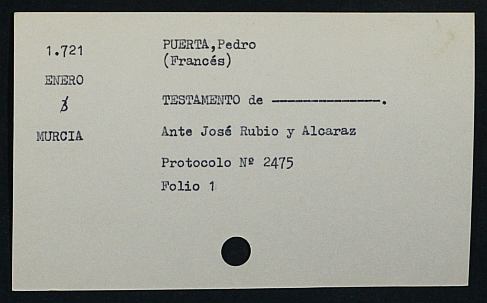 1.721
ENERO
3
MURCIA
PUERTA,Pedro
(Francés)
TESTAMENTO de --------------.
Ante José Rubio y Alcaraz
Protocolo Nº 2475
Folio 1